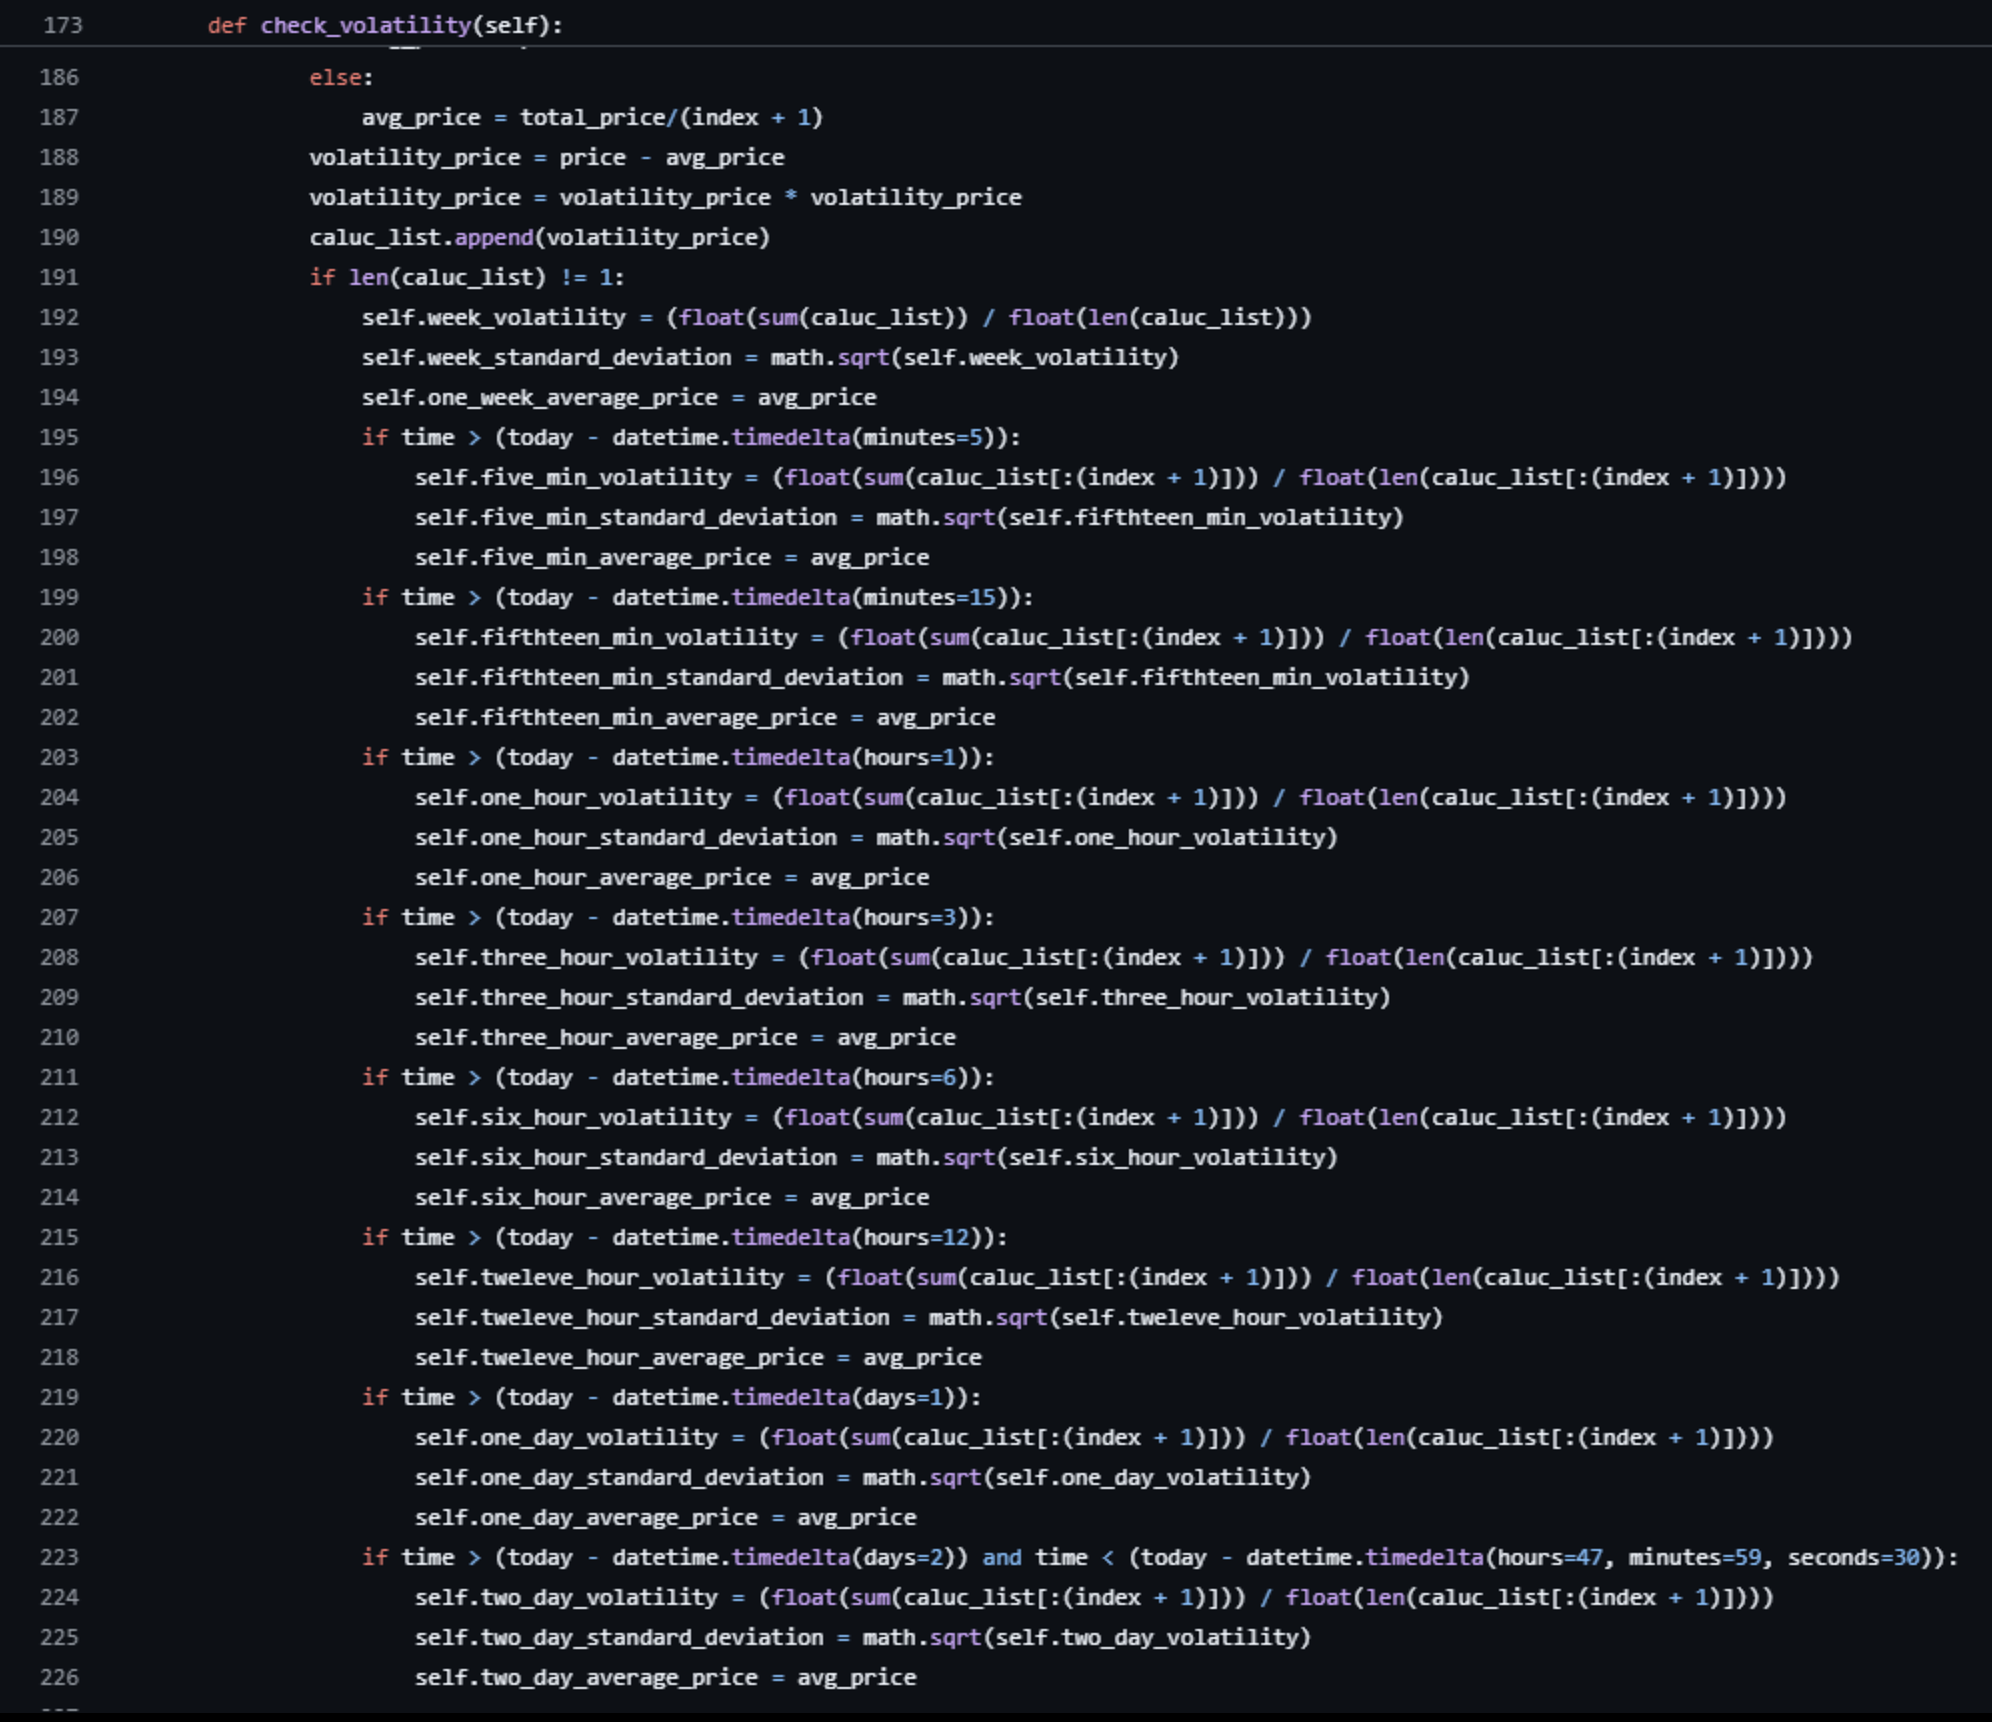 173 def check_volatility(self):
186 else:
187 avg_price = total_price/(index + 1)
188 volatility_price = price - avg_price
189 volatility_price = volatility_price * volatility_price
190 caluc_list.append(volatility_price)
191 if len(caluc_list) != 1:
192 self.week_volatility = (float(sum(caluc_list)) / float(len(caluc_list)))
193 self.week_standard_deviation = math.sqrt(self.week_volatility)
194 self.one_week_average_price = avg_price
195 if time > (today - datetime.timedelta(minutes=5)):
196 self.five_min_volatility = (float(sum(caluc_list[:(index + 1)])) / float(len(caluc_list[:(index + 1)])))
197 self.five_min_standard_deviation = math.sqrt(self.fifthteen_min_volatility)
198 self.five_min_average_price = avg_price
199 if time > (today - datetime.timedelta(minutes=15)):
200 self.fifthteen_min_volatility = (float(sum(caluc_list[:(index + 1)])) / float(len(caluc_list[:(index + 1)])))
201 self.fifthteen_min_standard_deviation = math.sqrt(self.fifthteen_min_volatility)
202 self.fifthteen_min_average_price = avg_price
203 if time > (today - datetime.timedelta(hours=1)):
204 self.one_hour_volatility = (float(sum(caluc_list[:(index + 1)])) / float(len(caluc_list[:(index + 1)])))
205 self.one_hour_standard_deviation = math.sqrt(self.one_hour_volatility)
206 self.one_hour_average_price = avg_price
207 if time > (today - datetime.timedelta(hours=3)):
208 self.three_hour_volatility = (float(sum(caluc_list[:(index + 1)])) / float(len(caluc_list[:(index + 1)])))
209 self.three_hour_standard_deviation = math.sqrt(self.three_hour_volatility)
210 self.three_hour_average_price = avg_price
211 if time > (today - datetime.timedelta(hours=6)):
212 self.six_hour_volatility = (float(sum(caluc_list[:(index + 1)])) / float(len(caluc_list[:(index + 1)])))
213 self.six_hour_standard_deviation = math.sqrt(self.six_hour_volatility)
214 self.six_hour_average_price = avg_price
215 if time > (today - datetime.timedelta(hours=12)):
216 self.tweleve_hour_volatility = (float(sum(caluc_list[:(index + 1)])) / float(len(caluc_list[:(index + 1)])))
217 self.tweleve_hour_standard_deviation = math.sqrt(self.tweleve_hour_volatility)
218 self.tweleve_hour_average_price = avg_price
219 if time > (today - datetime.timedelta(days=1)):
220 self.one_day_volatility = (float(sum(caluc_list[:(index + 1)])) / float(len(caluc_list[:(index + 1)])))
221 self.one_day_standard_deviation = math.sqrt(self.one_day_volatility)
222 self.one_day_average_price = avg_price
223 if time > (today - datetime.timedelta(days=2)) and time < (today - datetime.timedelta(hours=47, minutes=59, seconds=30)):
224 self.two_day_volatility = (float(sum(caluc_list[:(index + 1)])) / float(len(caluc_list[:(index + 1)])))
225 self.two_day_standard_deviation = math.sqrt(self.two_day_volatility)
226 self.two_day_average_price = avg_price